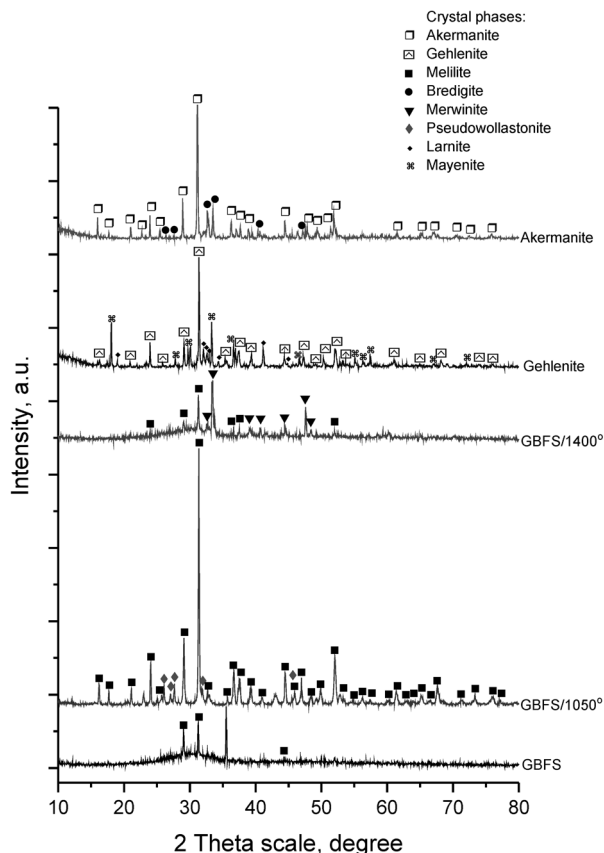 Crystal phases:
Akermanite
Gehlenite
Melilite
Bredigite
Merwinite
Pseudowollastonite
Larnite
Mayenite
Akermanite
Gehlenite
GBFS/1400°
GBFS/1050°
GBFS
Intensity, a.u.
10 20 30 40 50 60 70 80
2 Theta scale, degree